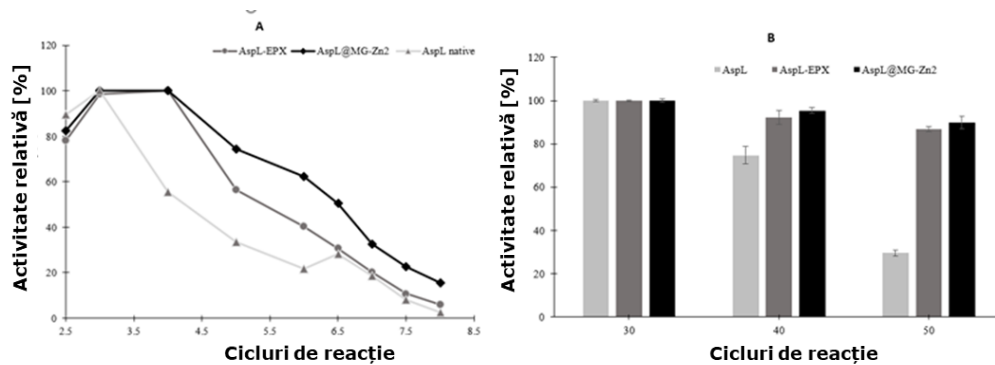 A
120
AspL-EPX AspL@MG-Zn2 AspL native
100
80
60
40
20
0
2.5 3.5 4.5 5.5 6.5 7.5 8.5
Activitate relativă [%]
Cicluri de reacție
B
120
AspL AspL-EPX AspL@MG-Zn2
100
80
60
40
20
0
30 40 50
Activitate relativă [%]
Cicluri de reacție